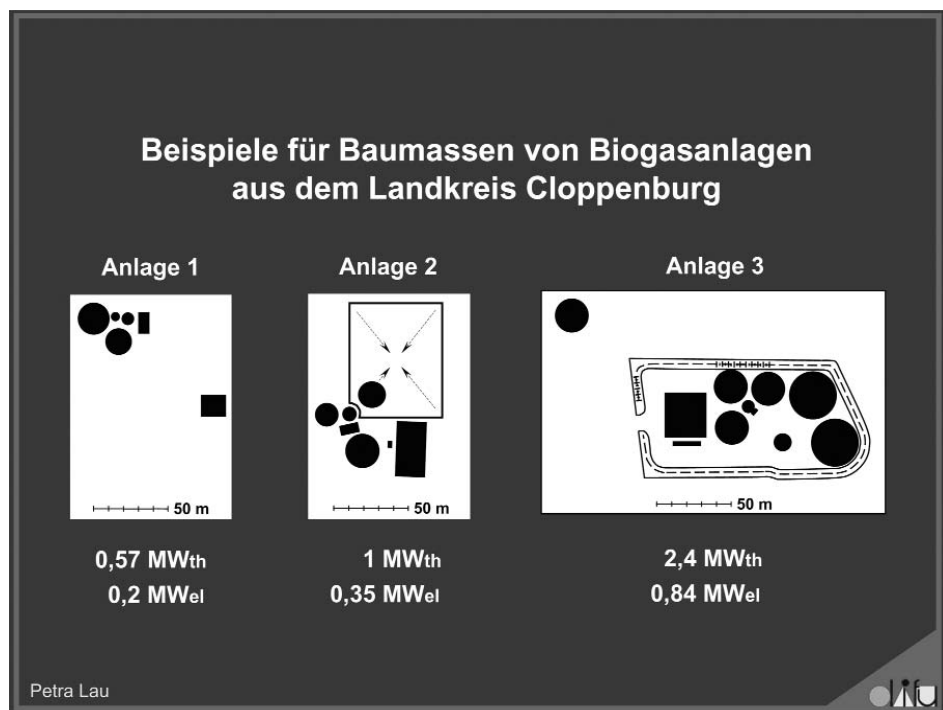 Beispiele für Baumassen von Biogasanlagen
aus dem Landkreis Cloppenburg
Anlage 1
Anlage 2
Anlage 3
50 m
50 m
50 m
0,57 MWth
0,2 MWel
1 MWth
0,35 MWel
2,4 MWth
0,84 MWel
Petra Lau